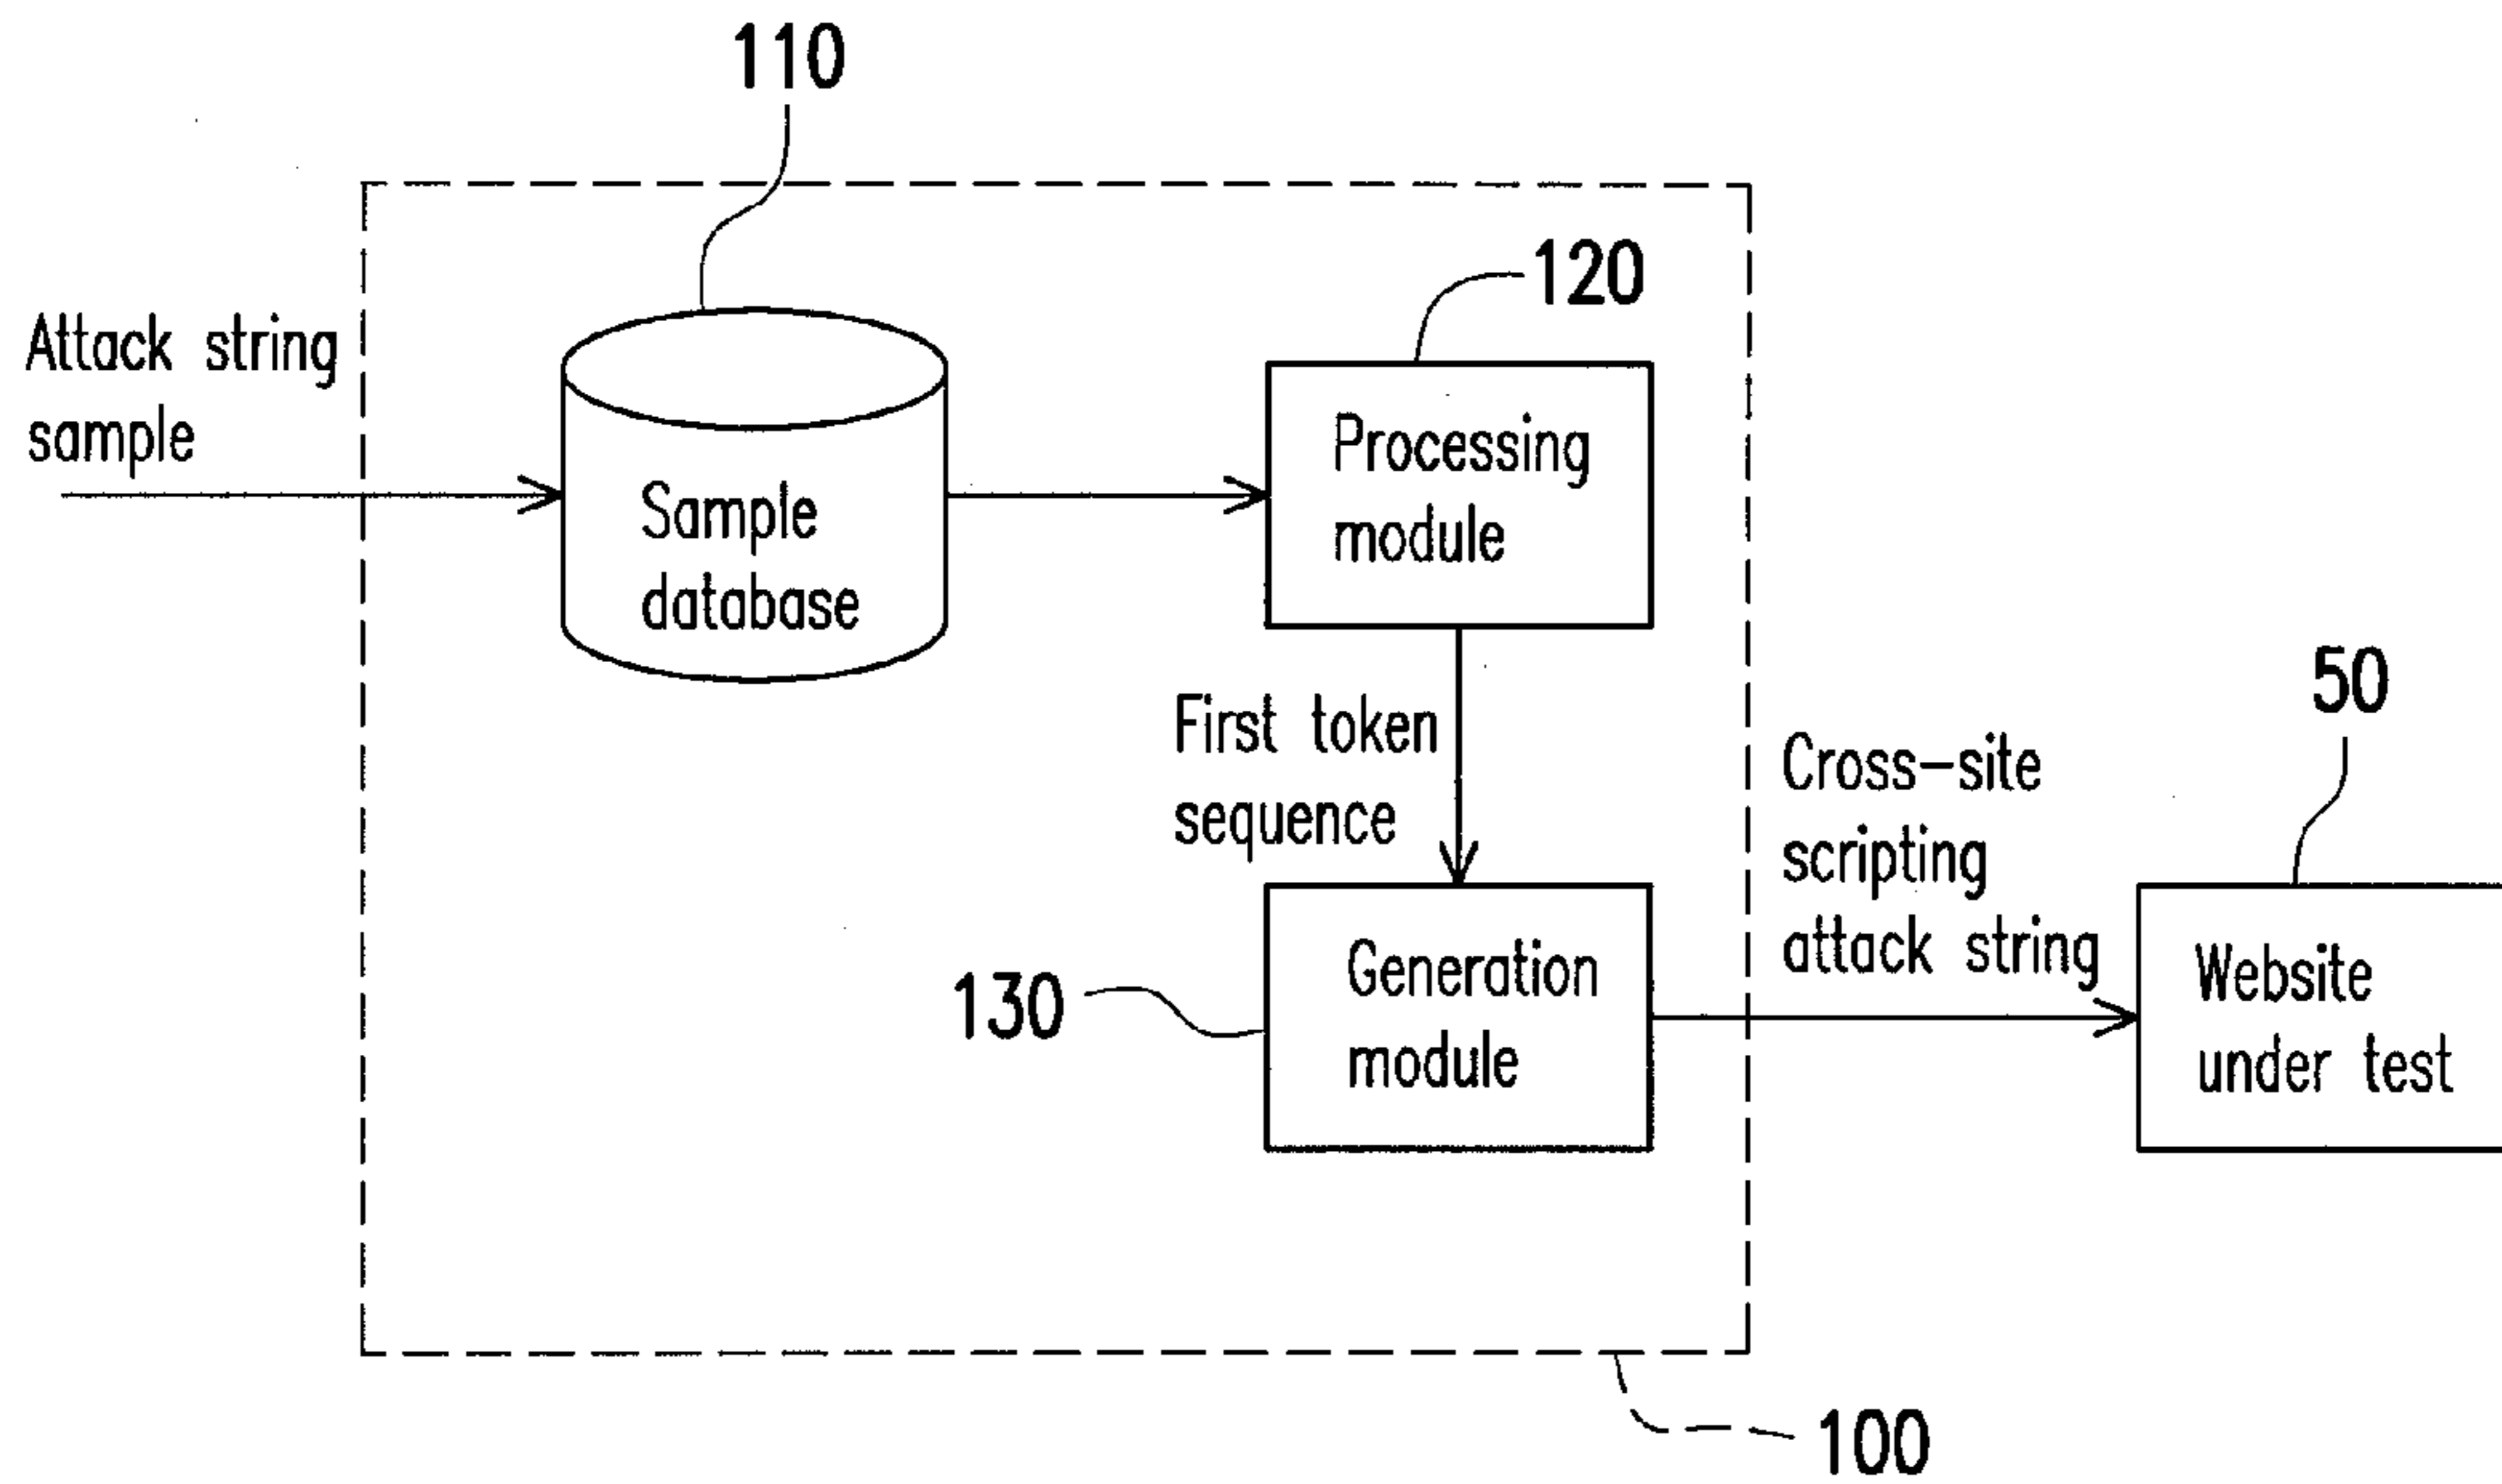 110
120
Attack string
sample
Processing
module
Sample
database
First token
sequence
50
Cross-site
scripting
attack string
130
Generation
module
Website
under test
100